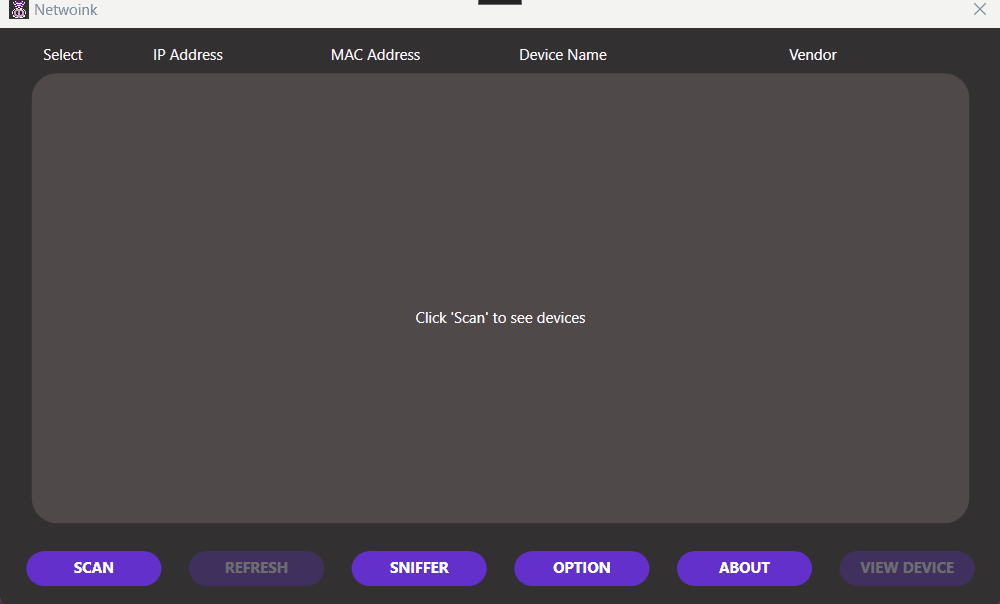 Netwoink
Select IP Address MAC Address Device Name Vendor
Click 'Scan' to see devices
SCAN REFRESH SNIFFER OPTION ABOUT VIEW DEVICE